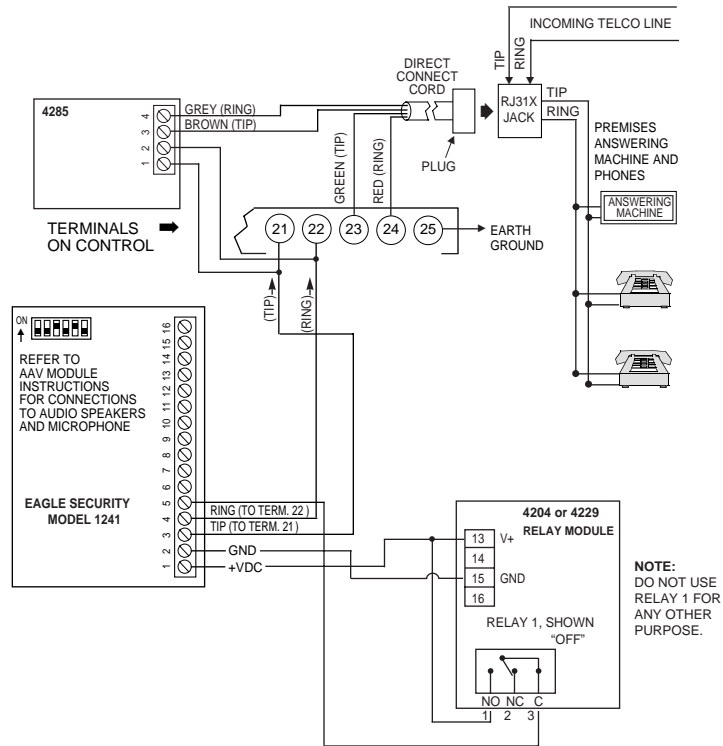 INCOMING TELCO LINE
TIP
RING
DIRECT
CONNECT
CORD
RJ31X
JACK
TIP
RING
PLUG
PREMISES
ANSWERING
MACHINE AND
PHONES
ANSWERING
MACHINE
4285
4
3
2
1
GREY (RING)
BROWN (TIP)
GREEN (TIP)
RED (RING)
TERMINALS
ON CONTROL
21
22
23
24
25
EARTH
GROUND
(TIP)
(RING)
ON
REFER TO
AAV MODULE
INSTRUCTIONS
FOR CONNECTIONS
TO AUDIO SPEAKERS
AND MICROPHONE
EAGLE SECURITY
MODEL 1241
16
15
14
13
12
11
10
9
8
7
6
5
4
3
2
1
RING (TO TERM. 22 )
TIP (TO TERM. 21 )
GND
+VDC
4204 or 4229
RELAY MODULE
13 V+
14
15 GND
16
RELAY 1, SHOWN
“OFF”
NO NC C
1 2 3
NOTE:
DO NOT USE
RELAY 1 FOR
ANY OTHER
PURPOSE.